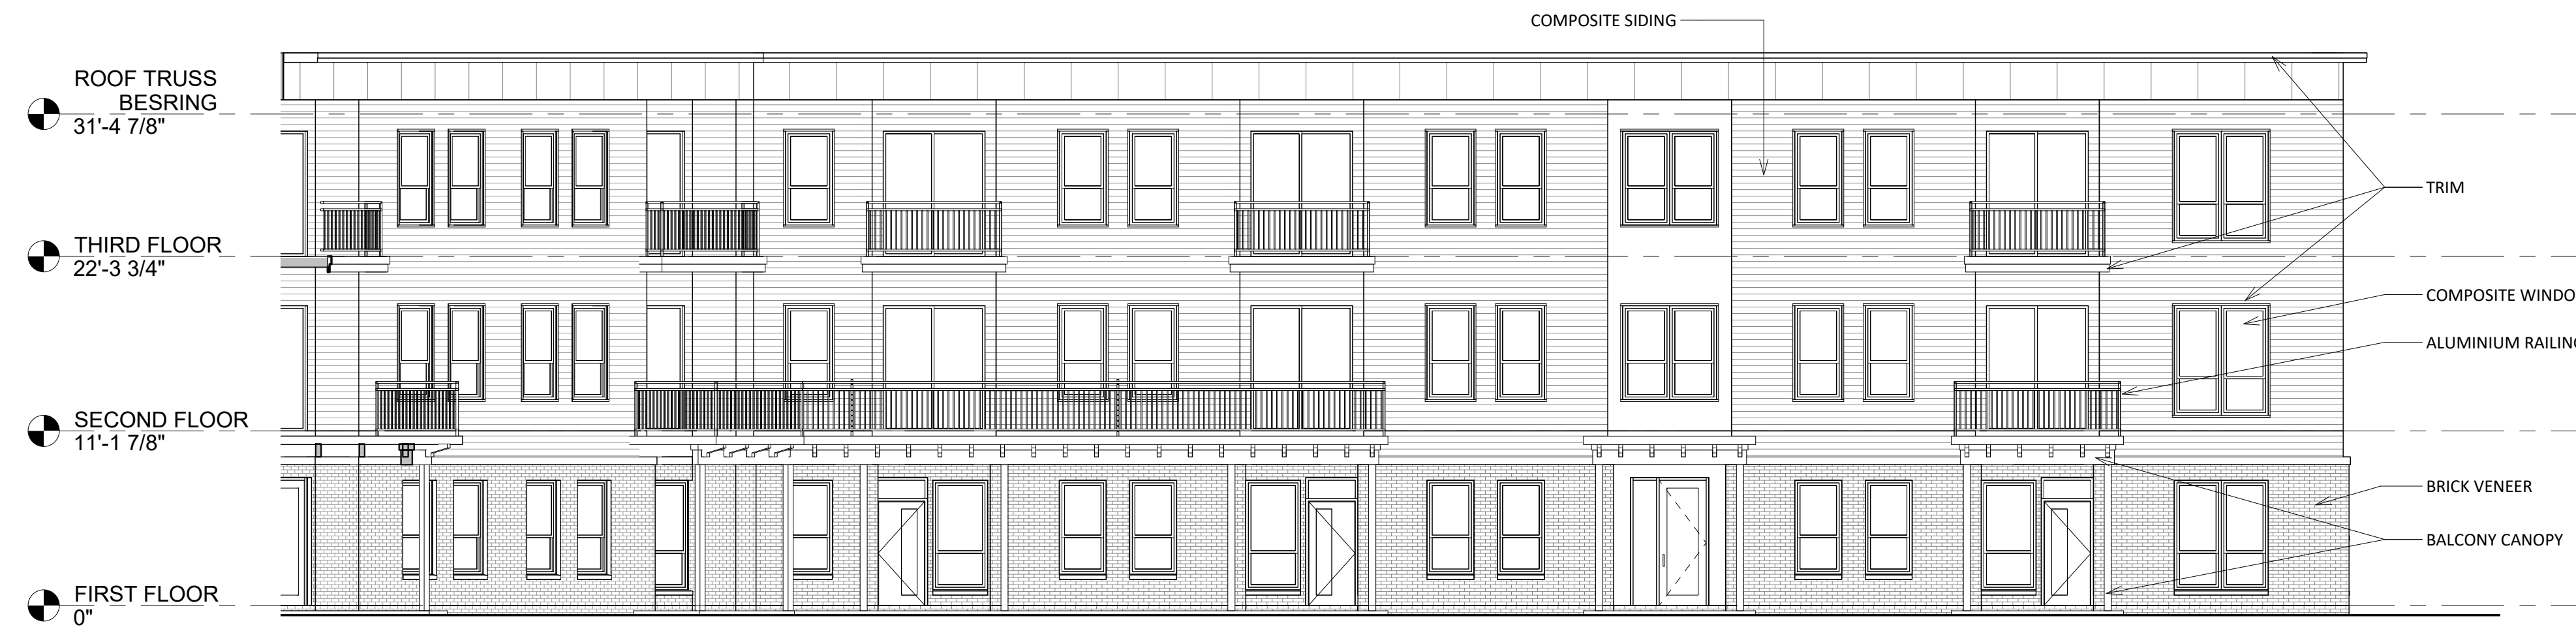 COMPOSITE SIDING
ROOF TRUSS
BESRING
31'-4 7/8"
TRIM
THIRD FLOOR
22'-3 3/4"
COMPOSITE WINDO
ALUMINIUM RAILING
SECOND FLOOR
11'-1 7/8"
BRICK VENEER
BALCONY CANOPY
FIRST FLOOR
0"